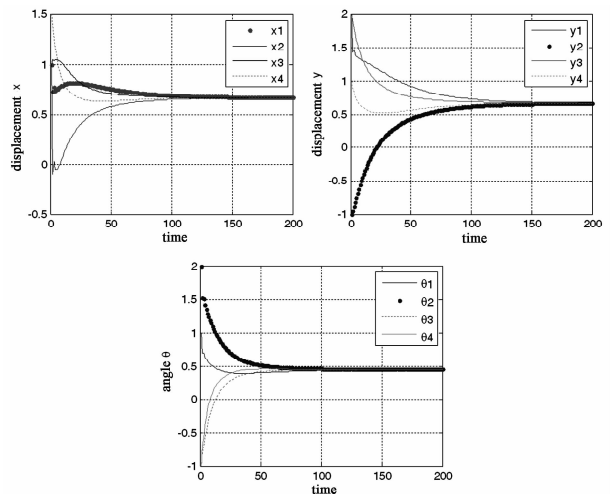 1.5
1
0.5
0
-0.5
0
50
100
150
200
displacement x
time
x1
x2
x3
x4
2
1.5
1
0.5
0
-0.5
-1
0
50
100
150
200
displacement y
time
y1
y2
y3
y4
2
1.5
1
0.5
0
-0.5
-1
0
50
100
150
200
angle θ
time
θ1
θ2
θ3
θ4